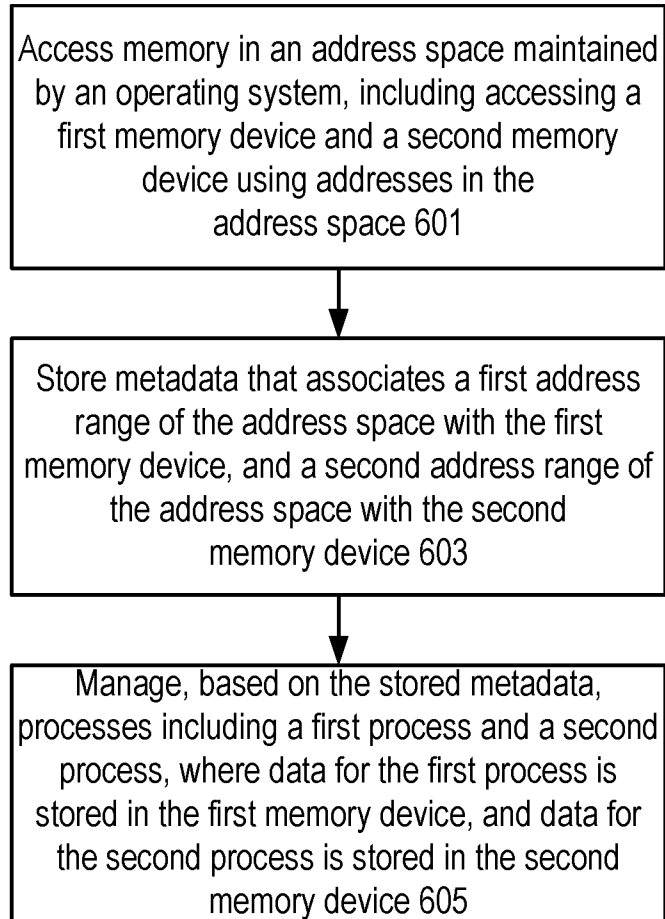 Access memory in an address space maintained
by an operating system, including accessing a
first memory device and a second memory
device using addresses in the
address space 601
Store metadata that associates a first address
range of the address space with the first
memory device, and a second address range of
the address space with the second
memory device 603
Manage, based on the stored metadata,
processes including a first process and a second
process, where data for the first process is
stored in the first memory device, and data for
the second process is stored in the second
memory device 605